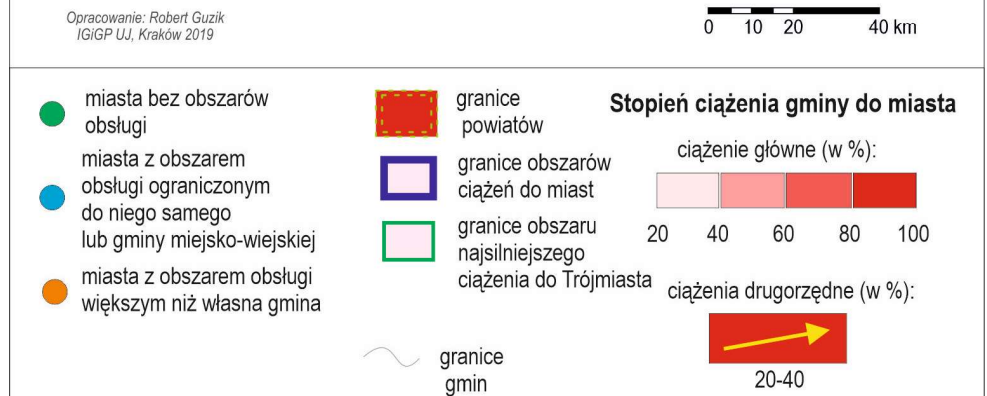 Opracowanie: Robert Guzik
IGiGP UJ, Kraków 2019
0 10 20 40 km
miasta bez obszarów
obsługi
miasta z obszarem
obsługi ograniczonym
do niego samego
lub gminy miejsko-wiejskiej
miasta z obszarem obsługi
większym niż własna gmina
granice
powiatów
granice obszarów
ciążeń do miast
granice obszaru
najsilniejszego
ciążenia do Trójmiasta
granice
gmin
Stopień ciążenia gminy do miasta
ciążenie główne (w %):
20 40 60 80 100
ciążenia drugorzędne (w %):
20-40